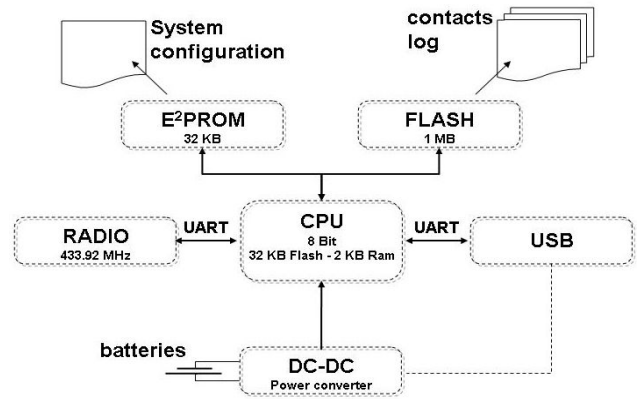 System
configuration
contacts
log
E²PROM
32 KB
FLASH
1 MB
RADIO
433.92 MHz
UART
CPU
8 Bit
32 KB Flash - 2 KB Ram
UART
USB
batteries
DC-DC
Power converter